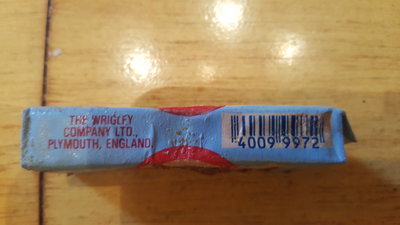 THE WRIGLEY
COMPANY LTD.,
PLYMOUTH, ENGLAND.
4009 9972